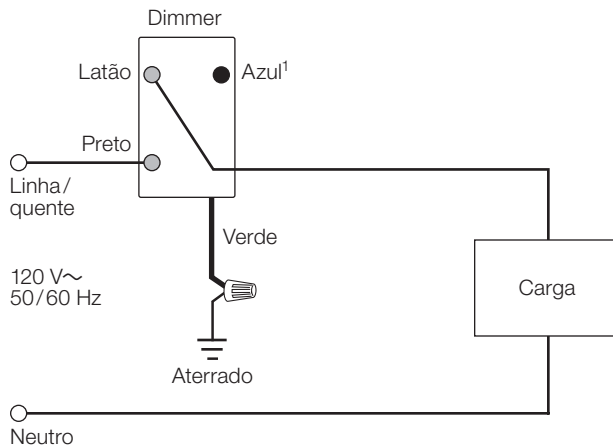 Dimmer
Latão
Azul¹
Preto
Linha/
quente
Verde
120 V～
50/60 Hz
Carga
Aterrado
Neutro